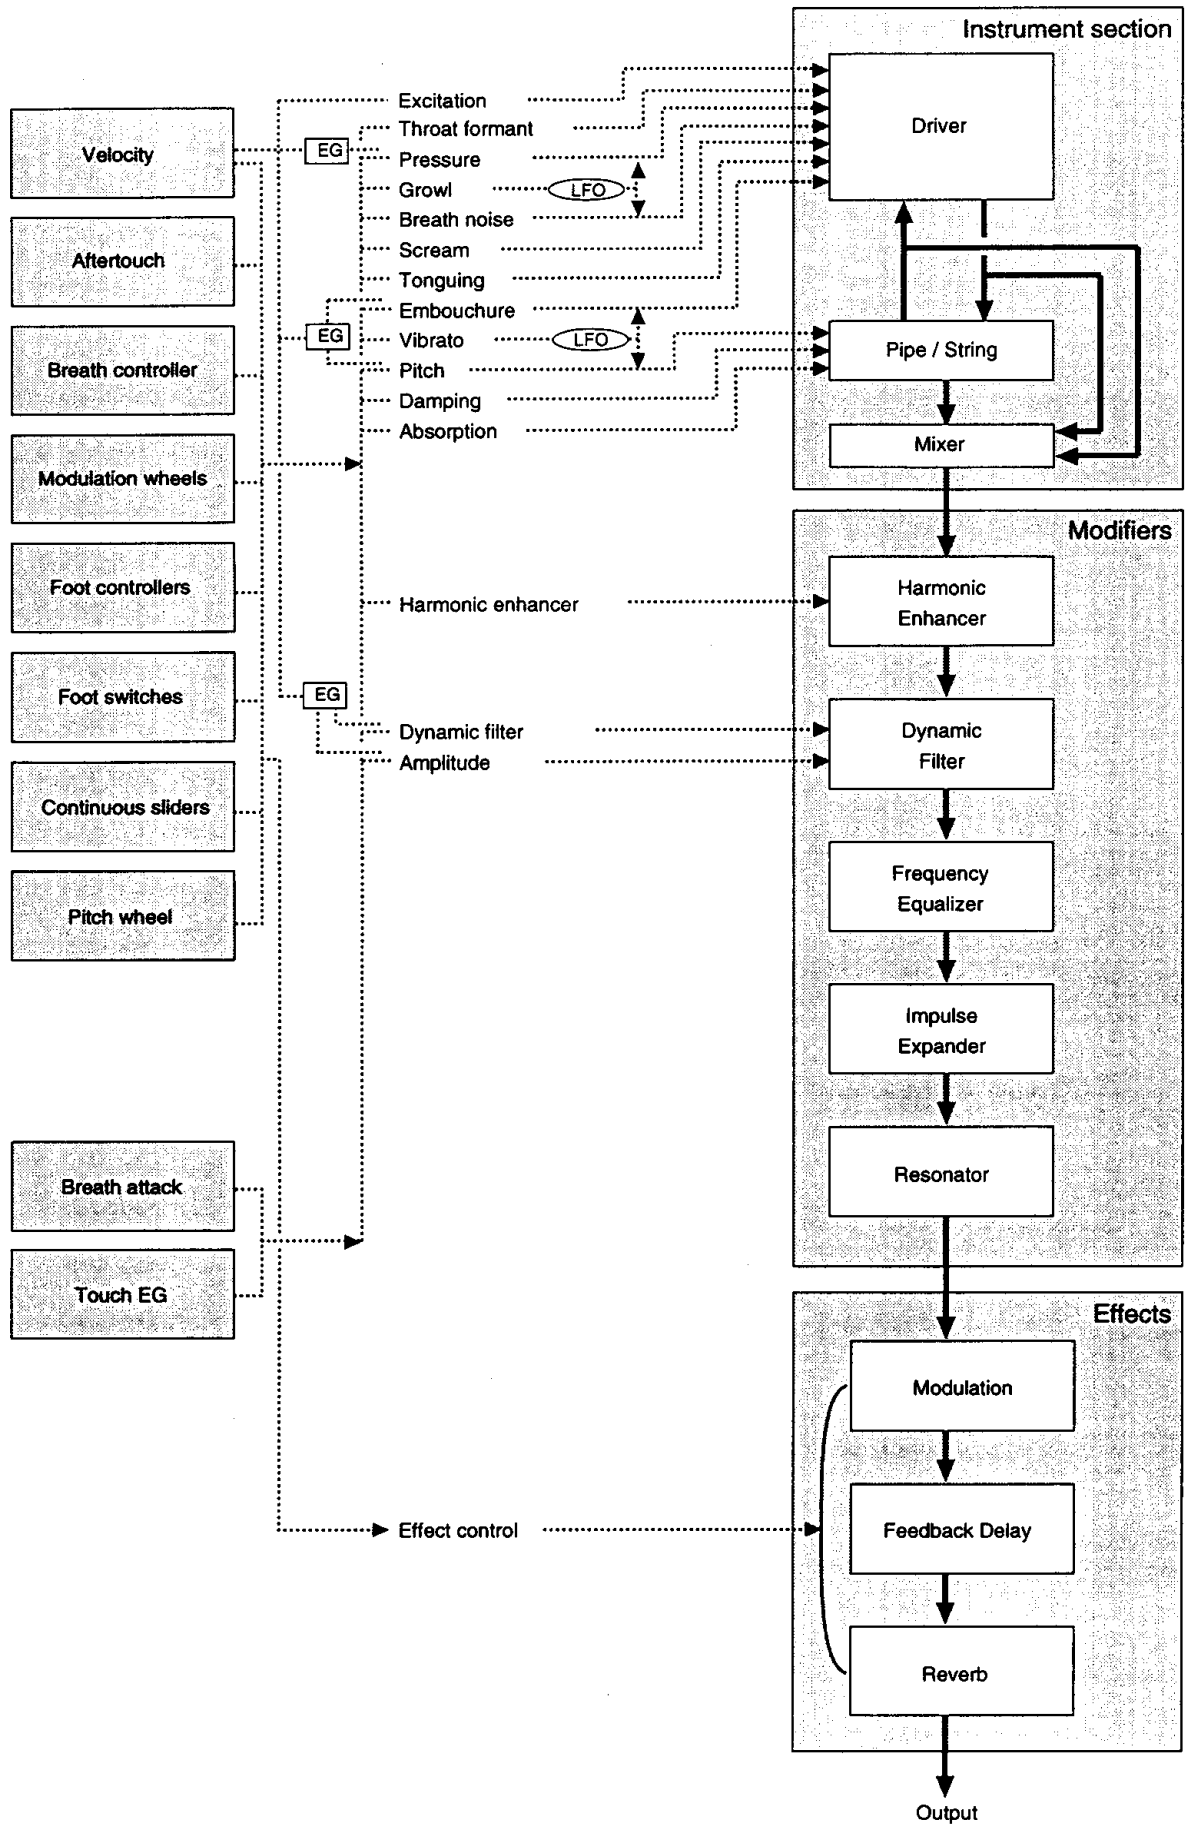 Instrument section
Driver
Pipe / String
Mixer
Velocity
Aftertouch
Breath controller
Modulation wheels
Foot controllers
Foot switches
Continuous sliders
Pitch wheel
Breath attack
Touch EG
EG
EG
EG
Excitation
Throat formant
Pressure
Growl
LFO
Breath noise
Scream
Tonguing
Embouchure
Vibrato
LFO
Pitch
Damping
Absorption
Harmonic enhancer
Dynamic filter
Amplitude
Effect control
Modifiers
Harmonic
Enhancer
Dynamic
Filter
Frequency
Equalizer
Impulse
Expander
Resonator
Effects
Modulation
Feedback Delay
Reverb
Output